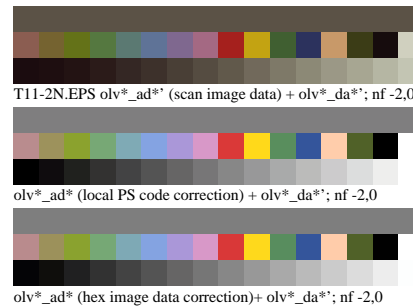 T11-2N.EPS olv*_ad*’ (scan image data) + olv*_da*’; nf -2,0
olv*_ad* (local PS code correction) + olv*_da*’; nf -2,0
olv*_ad* (hex image data correction)+ olv*_da*’; nf -2,0